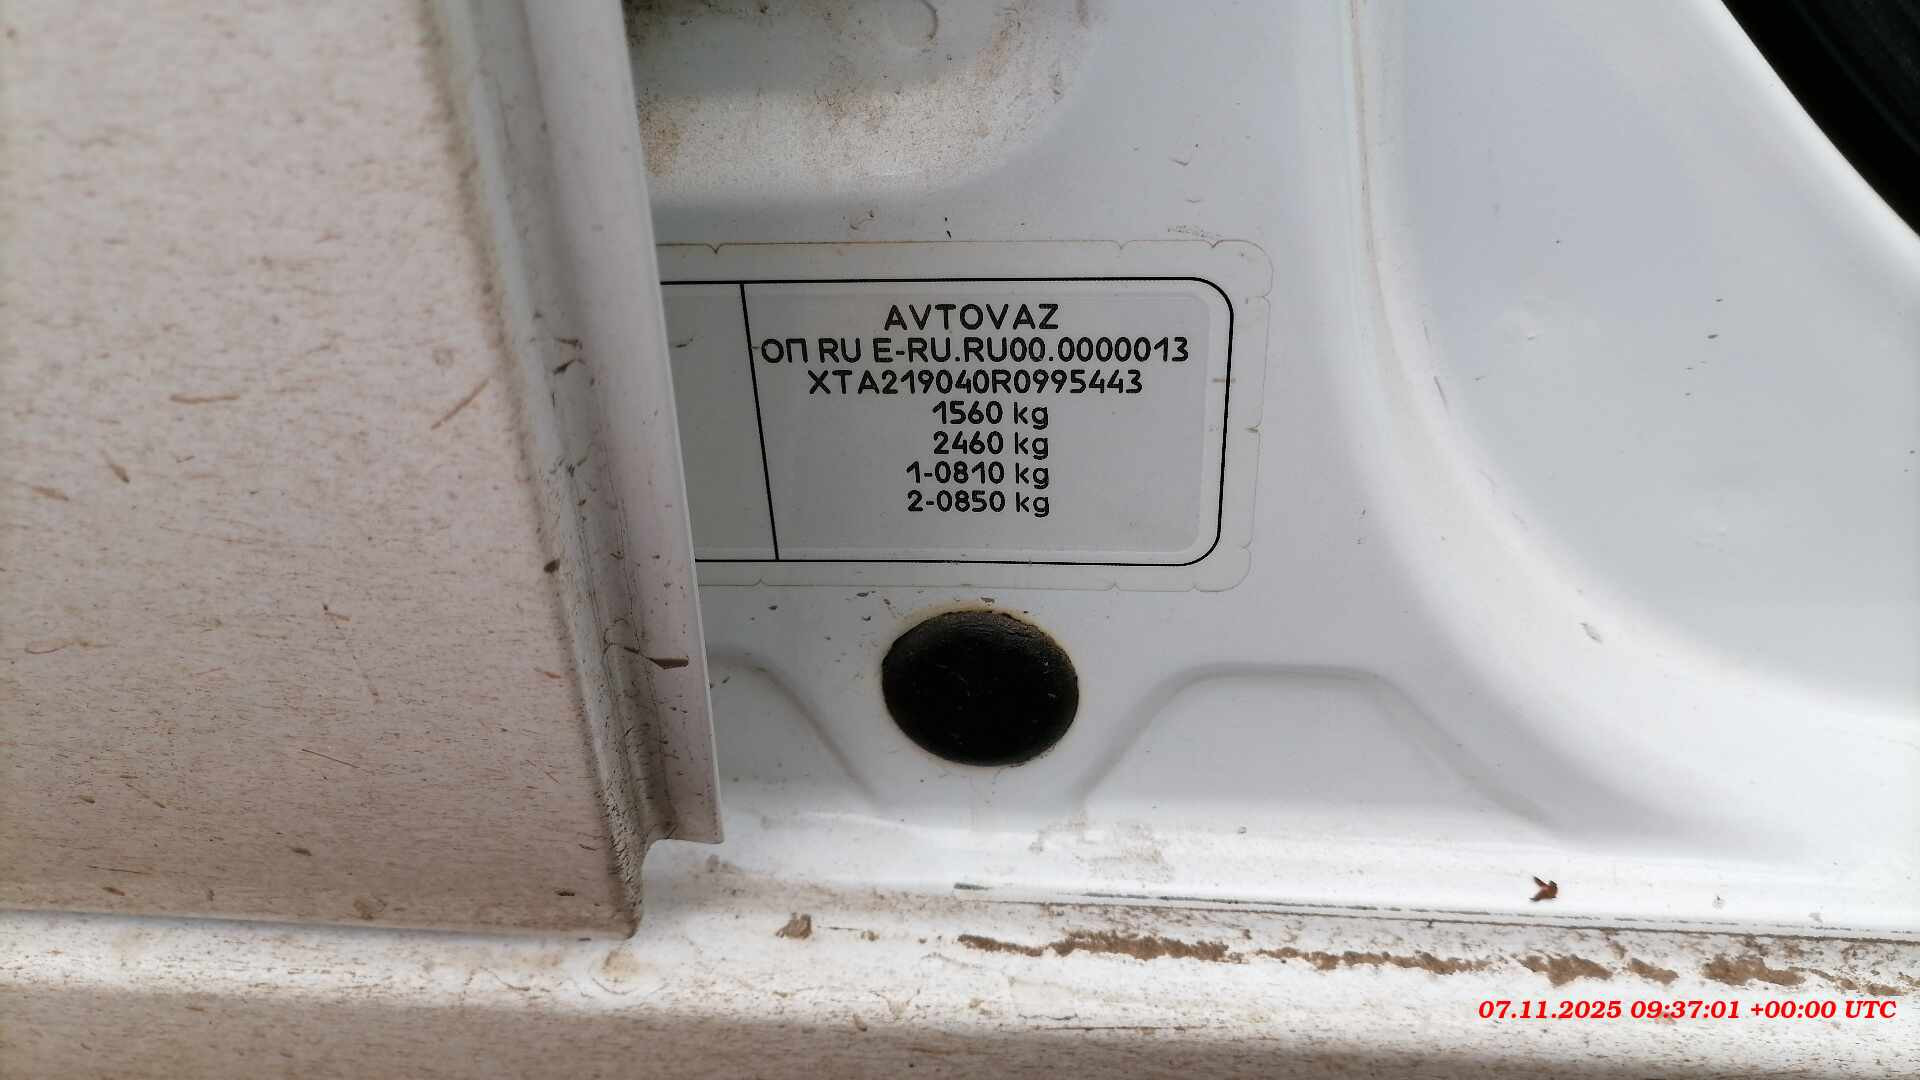 AVTOVAZ
ОП RU E-RU.RU00.0000013
XTA219040R0995443
1560 kg
2460 kg
1-0810 kg
2-0850 kg
07.11.2025 09:37:01 +00:00 UTC